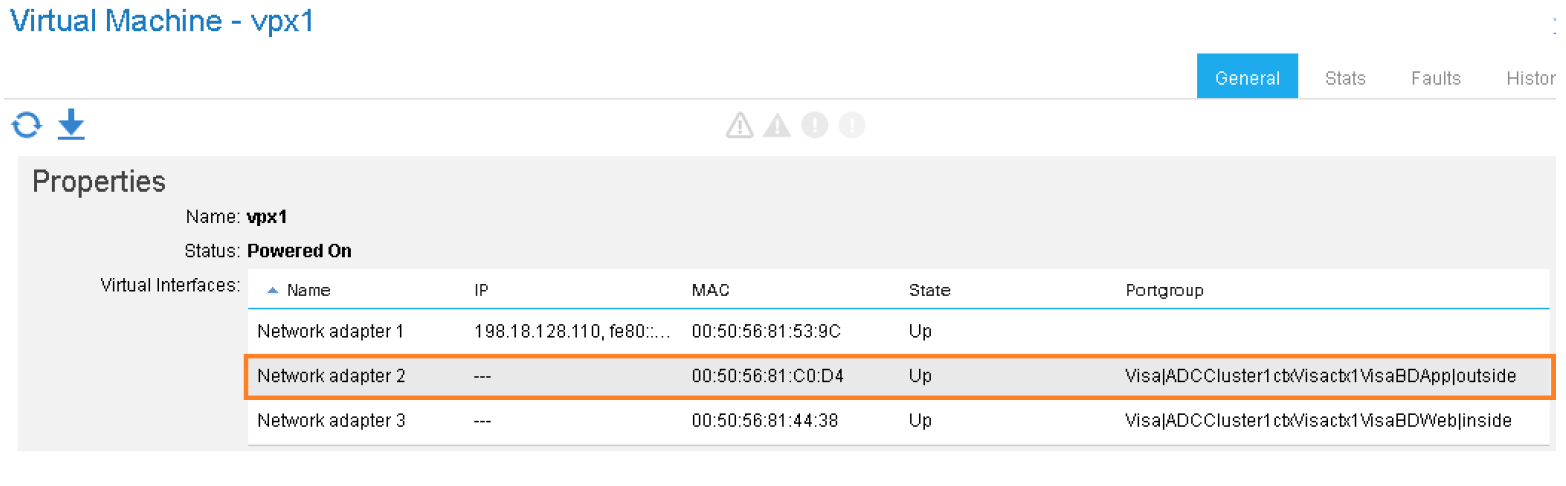 Virtual Machine - vpx1
General Stats Faults Histor
Properties
Name: vpx1
Status: Powered On
Virtual Interfaces: Name IP MAC State Portgroup
Network adapter 1 198.18.128.110, fe80::... 00:50:56:81:53:9C Up
Network adapter 2 --- 00:50:56:81:C0:D4 Up Visa|ADCCluster1ctxVisactx1VisaBDApp|outside
Network adapter 3 --- 00:50:56:81:44:38 Up Visa|ADCCluster1ctxVisactx1VisaBDWeb|inside